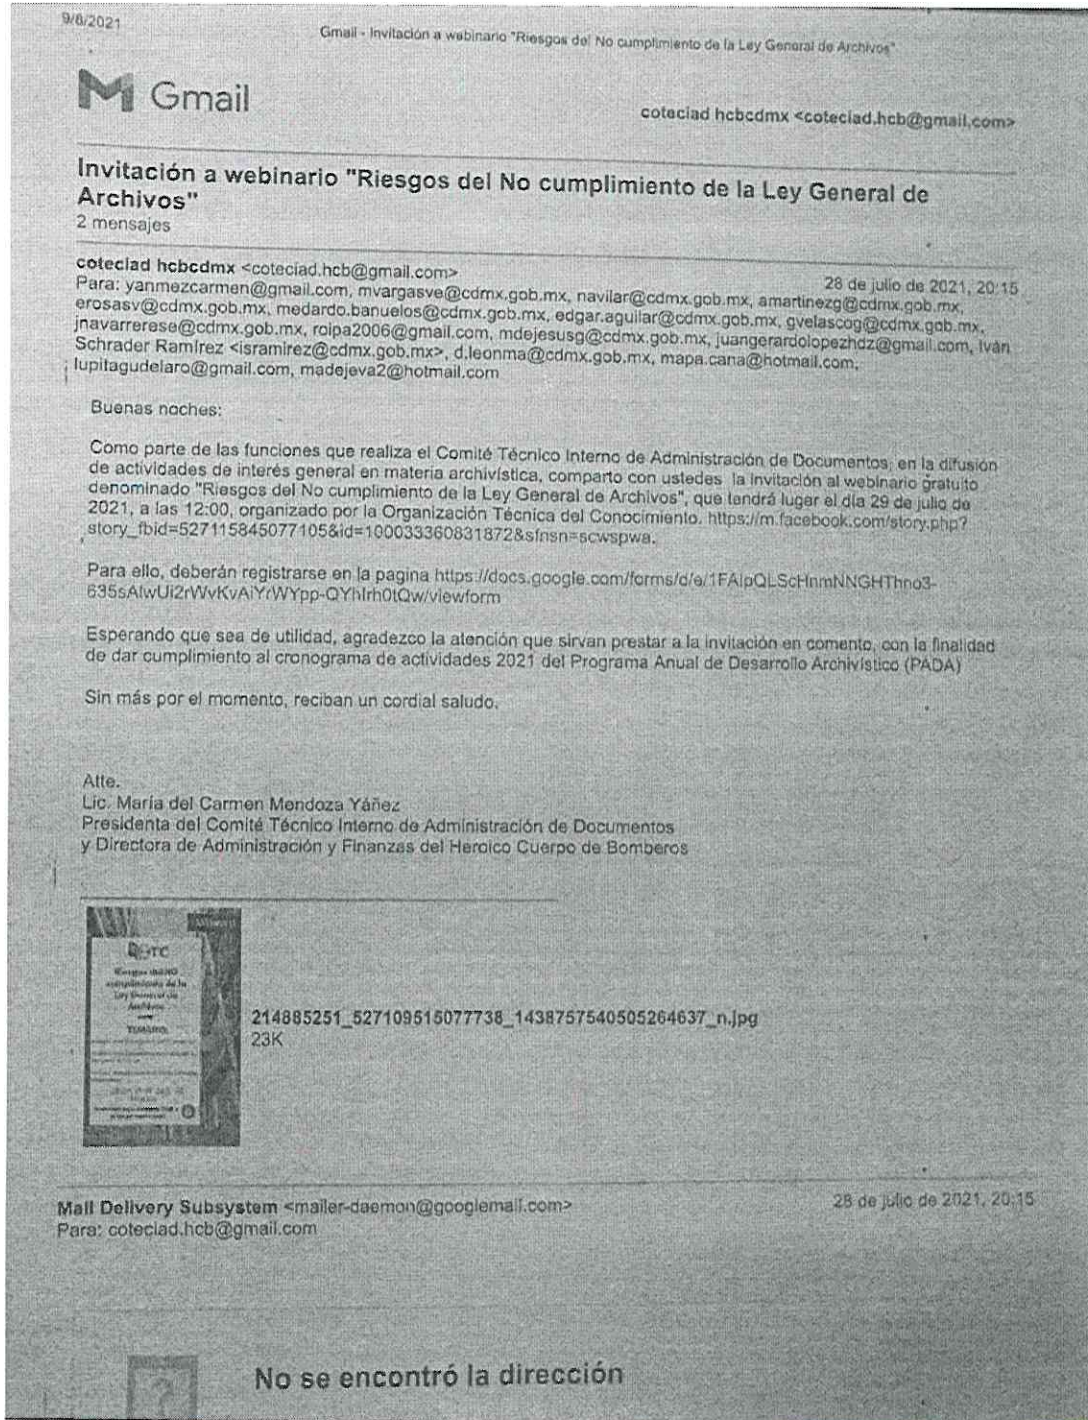 9/8/2021
Gmail - Invitación a webinario "Riesgos del No cumplimiento de la Ley General de Archivos"
Gmail
coteciad hcbcdmx <coteciad.hcb@gmail.com>
Invitación a webinario "Riesgos del No cumplimiento de la Ley General de
Archivos"
2 mensajes
coteciad hcbcdmx <coteciad.hcb@gmail.com>
28 de julio de 2021, 20:15
Para: yanmezcarmen@gmail.com, mvargasve@cdmx.gob.mx, navilar@cdmx.gob.mx, amartinezg@cdmx.gob.mx,
erosasv@cdmx.gob.mx, medardo.banuelos@cdmx.gob.mx, edgar.aguilar@cdmx.gob.mx, gvelascog@cdmx.gob.mx,
jnavarrerese@cdmx.gob.mx, roipa2006@gmail.com, mdejesusg@cdmx.gob.mx, juangerardolopezhdz@gmail.com, Iván
Schrader Ramírez <isramirez@cdmx.gob.mx>, d.leonma@cdmx.gob.mx, mapa.cana@hotmail.com,
lupitagudelaro@gmail.com, madejeva2@hotmail.com
Buenas noches:
Como parte de las funciones que realiza el Comité Técnico Interno de Administración de Documentos, en la difusión
de actividades de interés general en materia archivística, comparto con ustedes la invitación al webinario gratuito
denominado "Riesgos del No cumplimiento de la Ley General de Archivos", que tendrá lugar el día 29 de julio de
2021, a las 12:00, organizado por la Organización Técnica del Conocimiento. https://m.facebook.com/story.php?
story_fbid=527115845077105&id=100033360831872&sfnsn=scwspwa.
Para ello, deberán registrarse en la pagina https://docs.google.com/forms/d/e/1FAIpQLScHnmNNGHThno3-
635sAlwUi2rWvKvAiYrWYpp-QYhIrh0tQw/viewform
Esperando que sea de utilidad, agradezco la atención que sirvan prestar a la invitación en comento, con la finalidad
de dar cumplimiento al cronograma de actividades 2021 del Programa Anual de Desarrollo Archivístico (PADA)
Sin más por el momento, reciban un cordial saludo.
Atte.
Lic. María del Carmen Mendoza Yáñez
Presidenta del Comité Técnico Interno de Administración de Documentos
y Directora de Administración y Finanzas del Heroico Cuerpo de Bomberos
OTC
Riesgos del NO
cumplimiento de la
Ley General de
Archivos
TEMARIO
214885251_527109515077738_1438757540505264637_n.jpg
23K
Mail Delivery Subsystem <mailer-daemon@googlemail.com>
28 de julio de 2021, 20:15
Para: coteciad.hcb@gmail.com
No se encontró la dirección